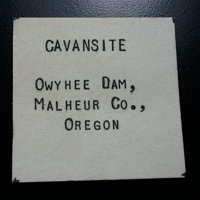 CAVANSITE
OWYHEE DAM,
MALHEUR CO.,
OREGON